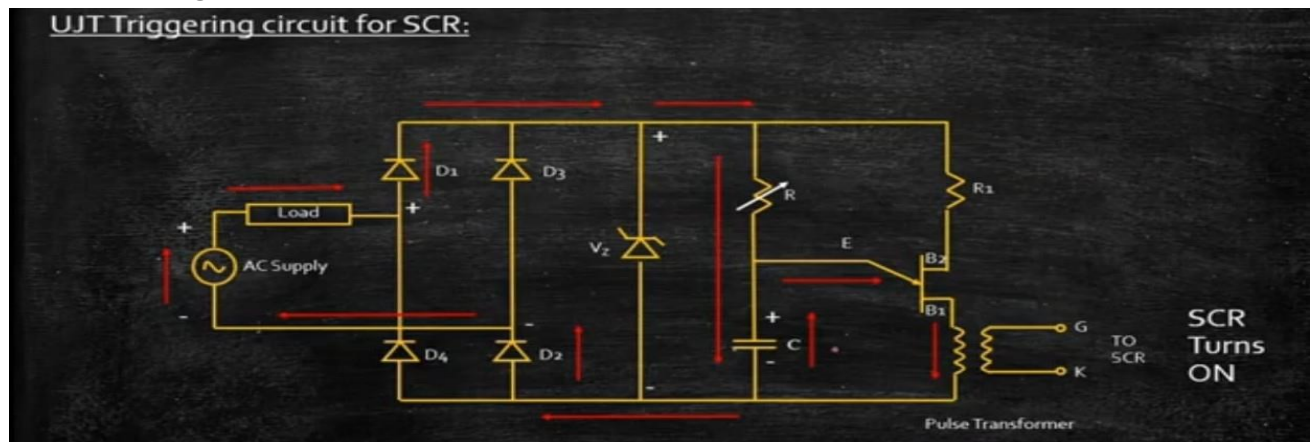 UJT Triggering circuit for SCR:
+
D1
D3
+
R
R1
Load
+
+
E
Vz
B2
AC Supply
-
-
+
B1
G
SCR
D4
D2
C
TO
Turns
-
SCR
K
ON
-
Pulse Transformer